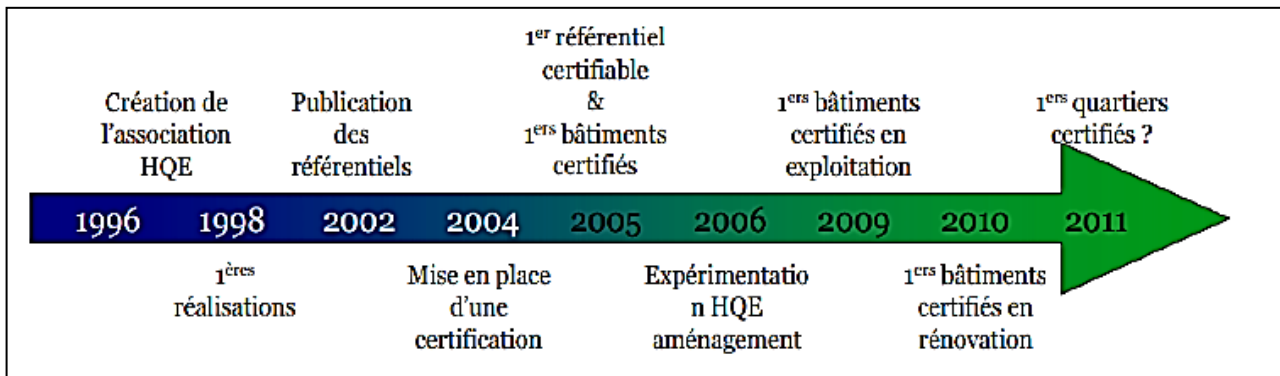 Création de
l'association
HQE
Publication
des
référentiels
1er référentiel
certifiable
&
1ers bâtiments
certifiés
1ers bâtiments
certifiés en
exploitation
1ers quartiers
certifiés ?
1996 1998 2002 2004 2005 2006 2009 2010 2011
1ères
réalisations
Mise en place
d'une
certification
Expérimentatio
n HQE
aménagement
1ers bâtiments
certifiés en
rénovation